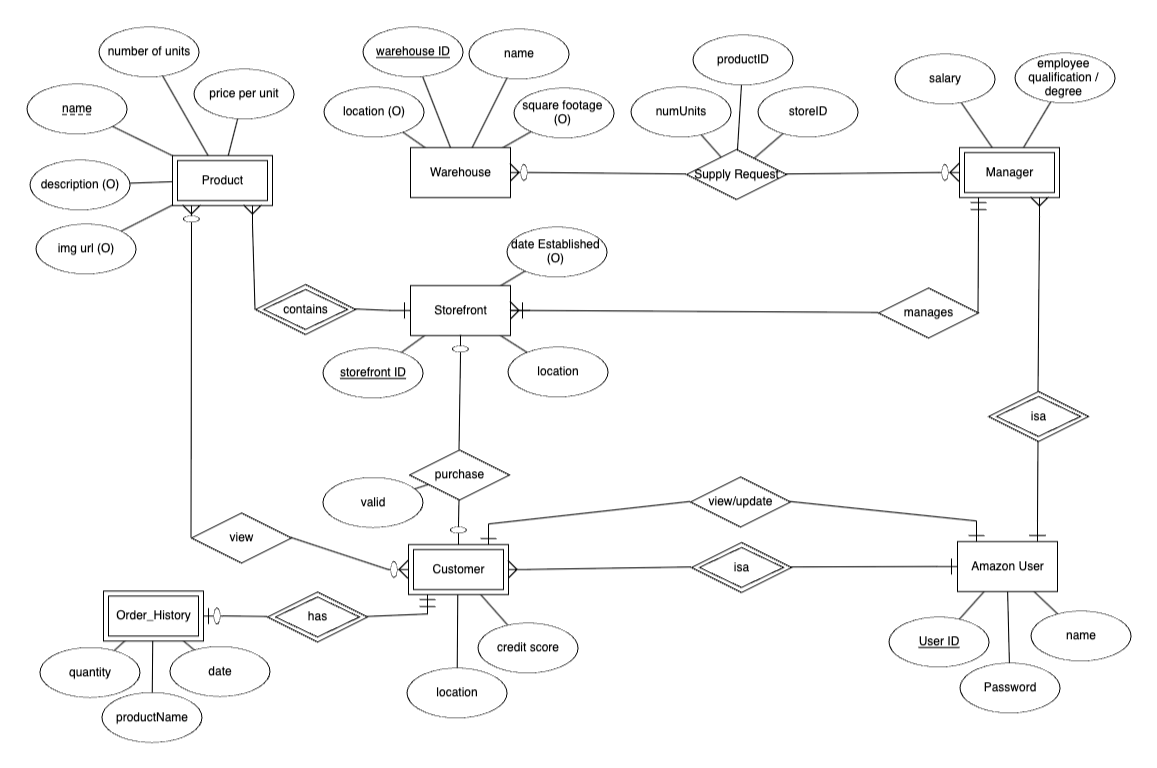 number of units
warehouse ID
name
productID
salary
employee
qualification /
degree
name
price per unit
location (O)
square footage
(O)
numUnits
storeID
description (O)
Product
Warehouse
Supply Request
Manager
img url (O)
date Established
(O)
contains
Storefront
manages
storefront ID
location
isa
purchase
valid
view/update
view
Customer
isa
Amazon User
Order_History
has
quantity
date
credit score
User ID
name
location
Password
productName